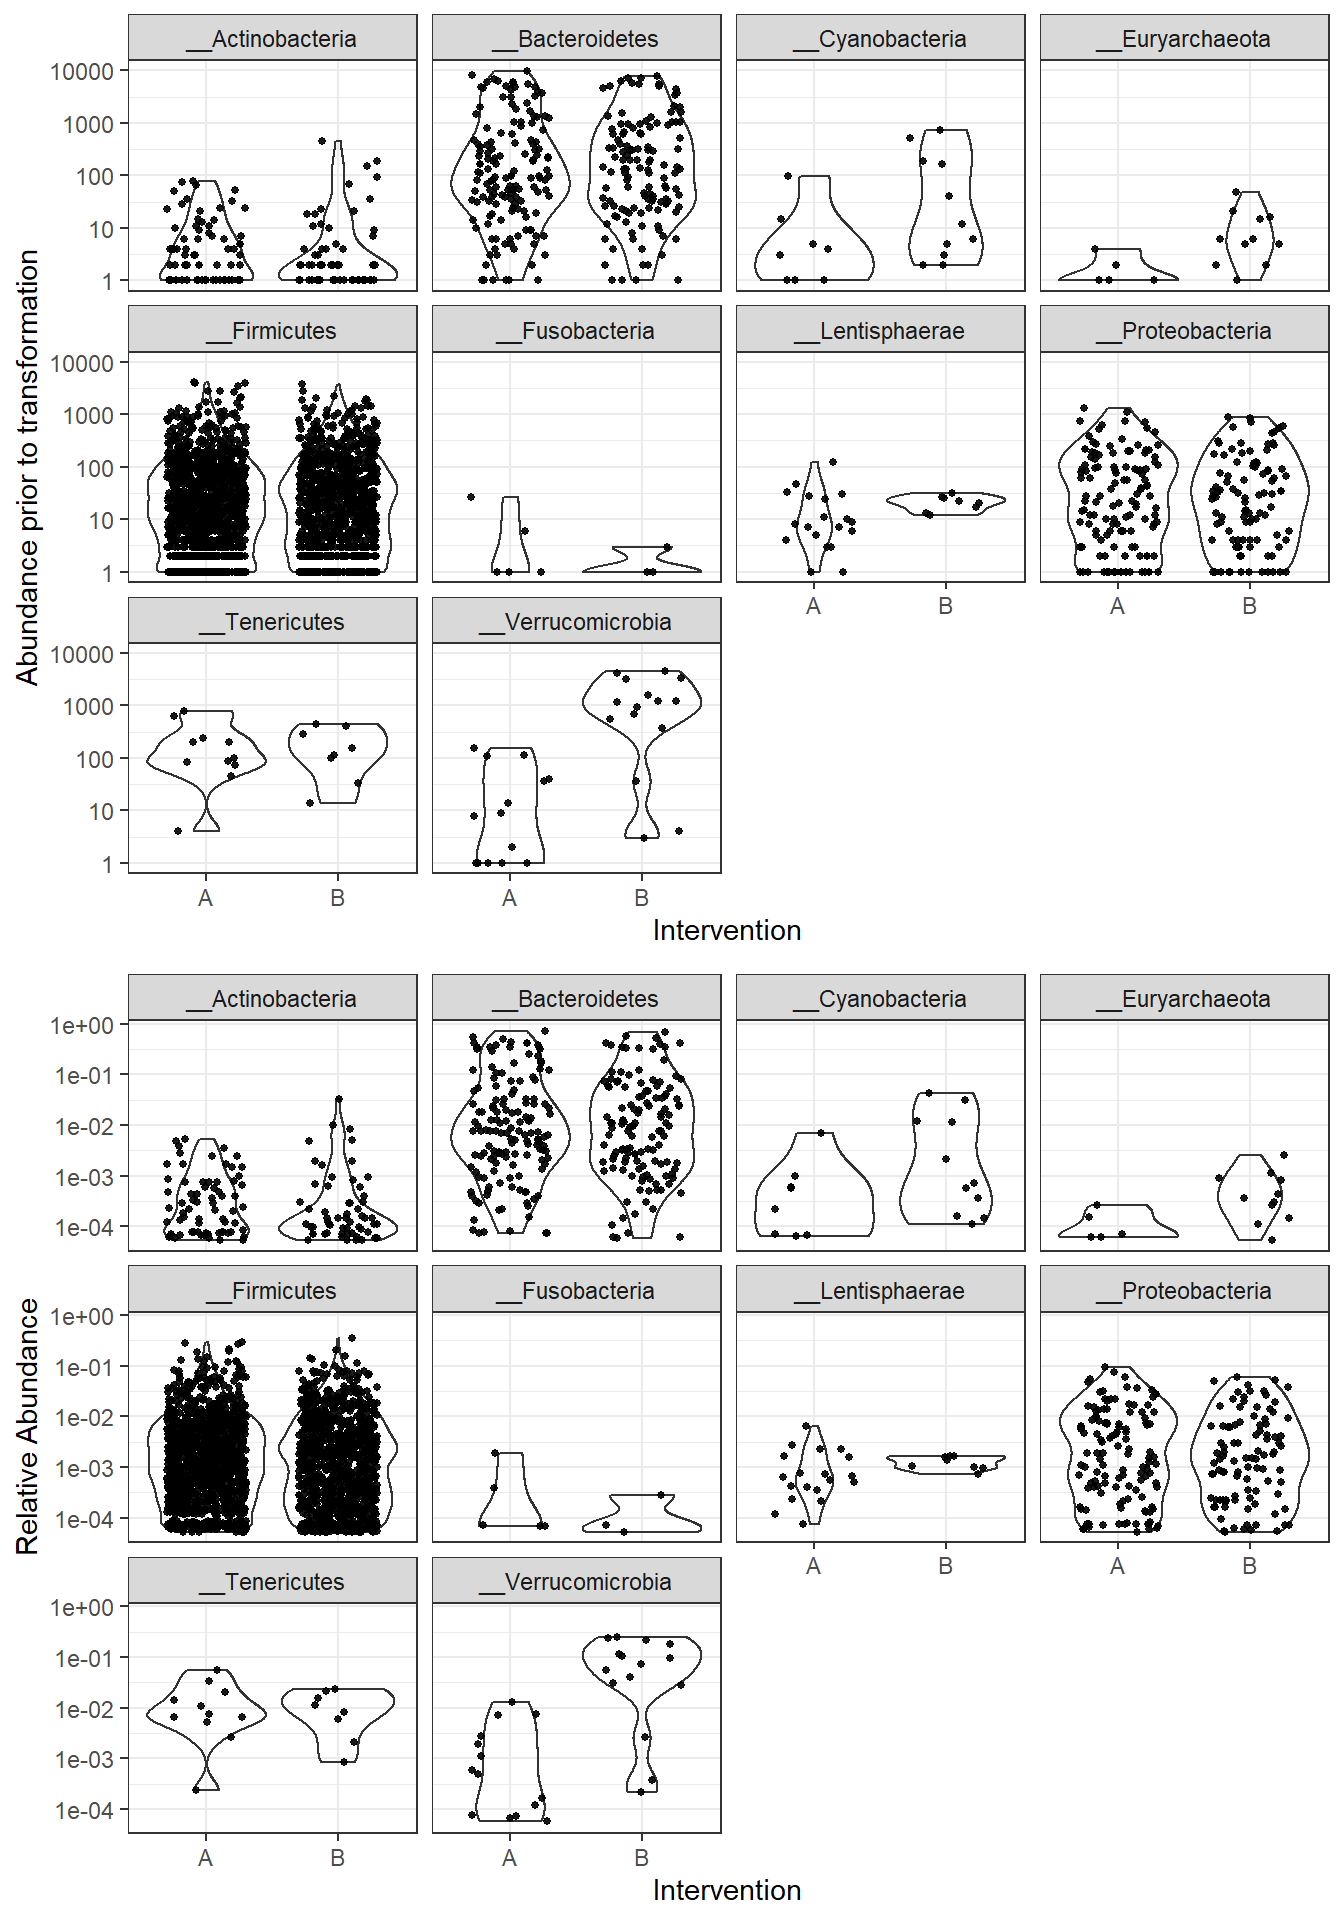 __Actinobacteria __Bacteroidetes __Cyanobacteria __Euryarchaeota
10000
1000
100
10
1
__Firmicutes __Fusobacteria __Lentisphaerae __Proteobacteria
10000
1000
100
10
1
A B A B
__Tenericutes __Verrucomicrobia
10000
1000
100
10
1
A B A B
Abundance prior to transformation
Intervention
__Actinobacteria __Bacteroidetes __Cyanobacteria __Euryarchaeota
1e+00
1e-01
1e-02
1e-03
1e-04
__Firmicutes __Fusobacteria __Lentisphaerae __Proteobacteria
1e+00
1e-01
1e-02
1e-03
1e-04
A B A B
__Tenericutes __Verrucomicrobia
1e+00
1e-01
1e-02
1e-03
1e-04
A B A B
Relative Abundance
Intervention